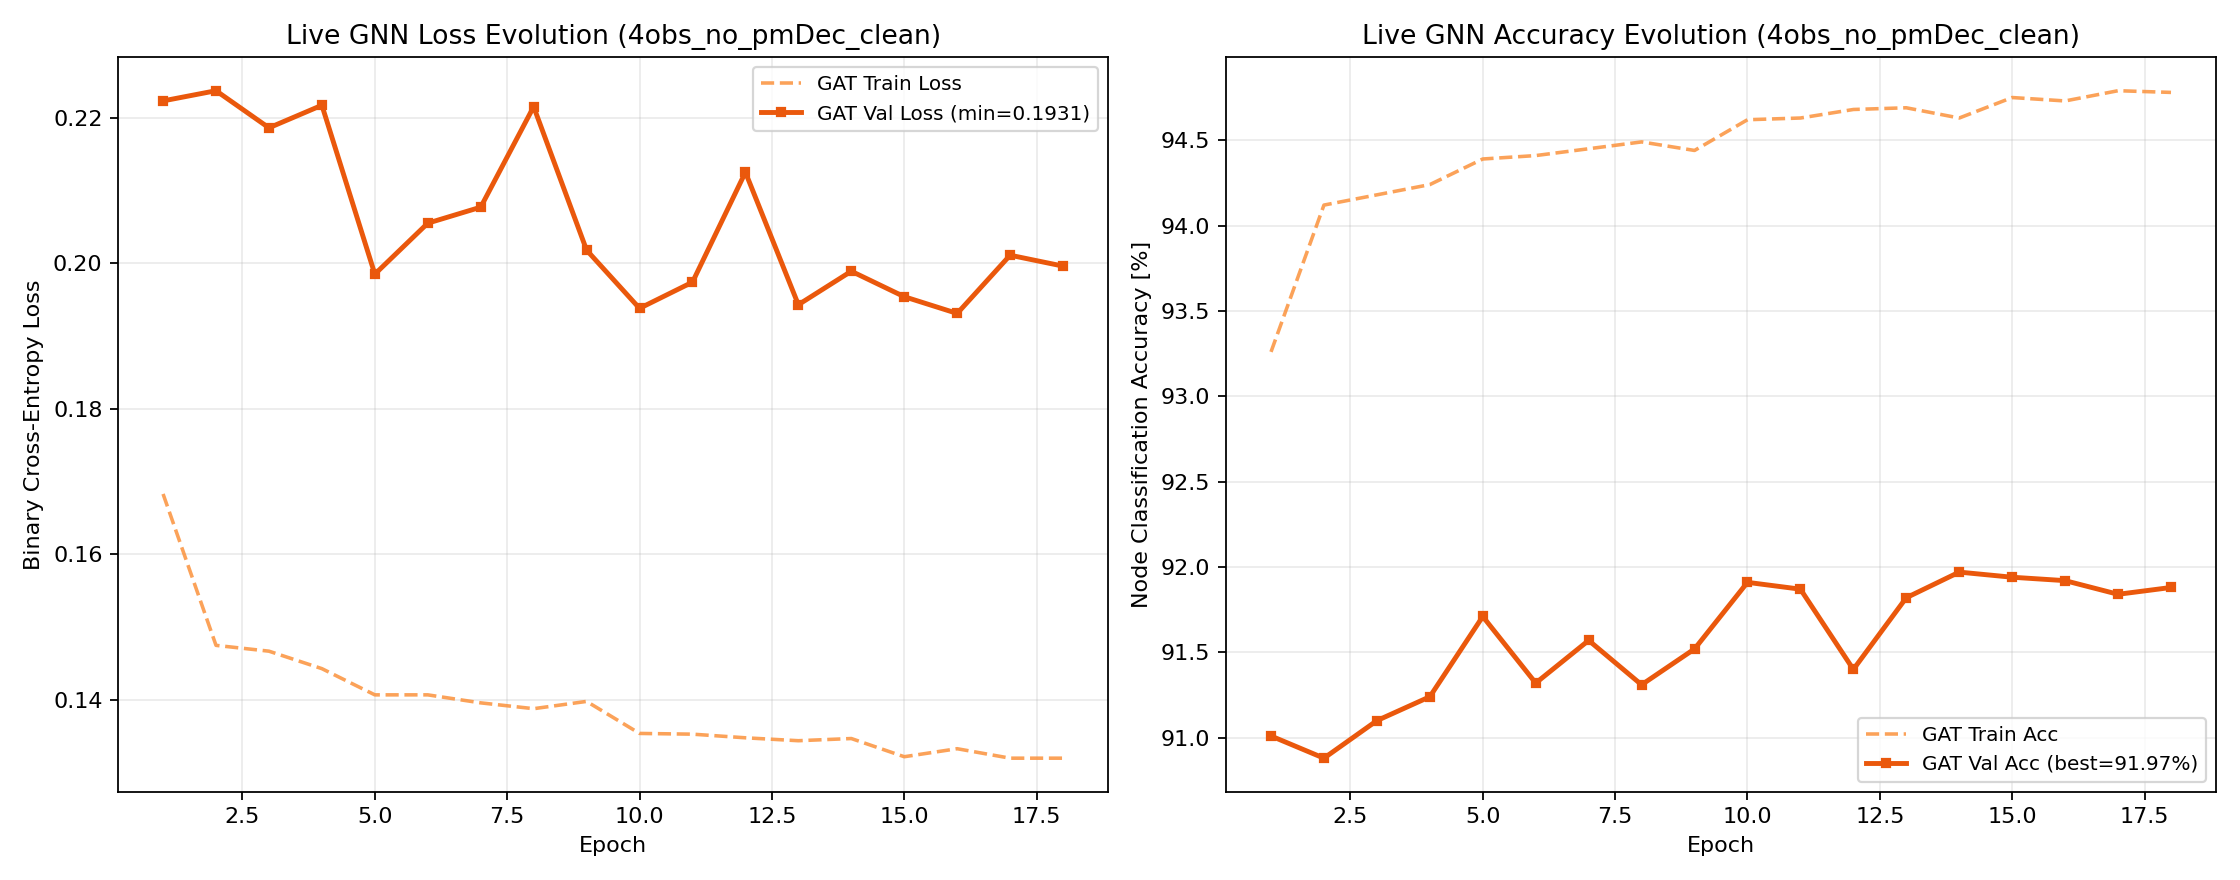 Live GNN Loss Evolution (4obs_no_pmDec_clean)
GAT Train Loss
GAT Val Loss (min=0.1931)
Binary Cross-Entropy Loss
0.22
0.20
0.18
0.16
0.14
2.5
5.0
7.5
10.0
12.5
15.0
17.5
Epoch
Live GNN Accuracy Evolution (4obs_no_pmDec_clean)
Node Classification Accuracy [%]
94.5
94.0
93.5
93.0
92.5
92.0
91.5
91.0
GAT Train Acc
GAT Val Acc (best=91.97%)
2.5
5.0
7.5
10.0
12.5
15.0
17.5
Epoch